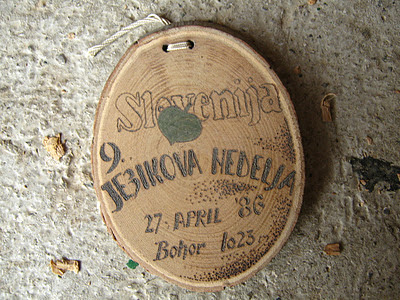 Slovenija
9.
JEŽIKOVA NEDELJA
27. APRIL '86
Bohor 1023